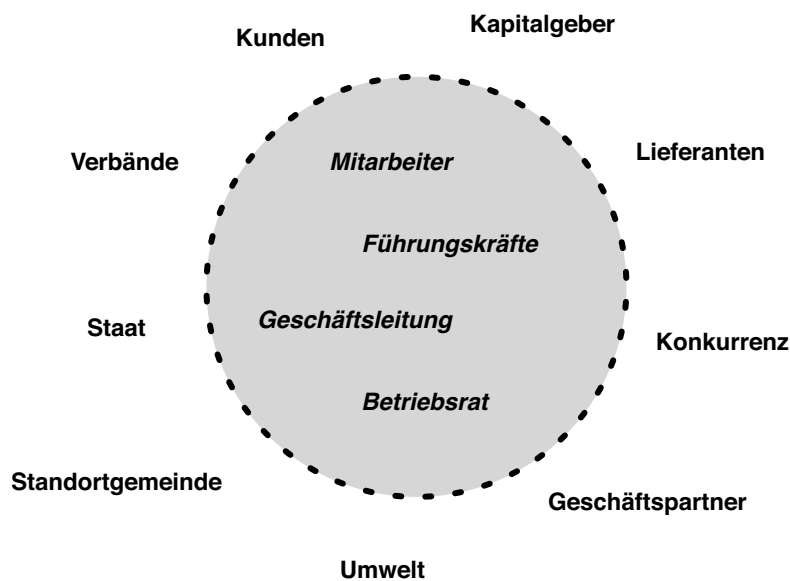 Kapitalgeber
Kunden
Lieferanten
Verbände
Mitarbeiter
Führungskräfte
Geschäftsleitung
Staat
Konkurrenz
Betriebsrat
Standortgemeinde
Geschäftspartner
Umwelt